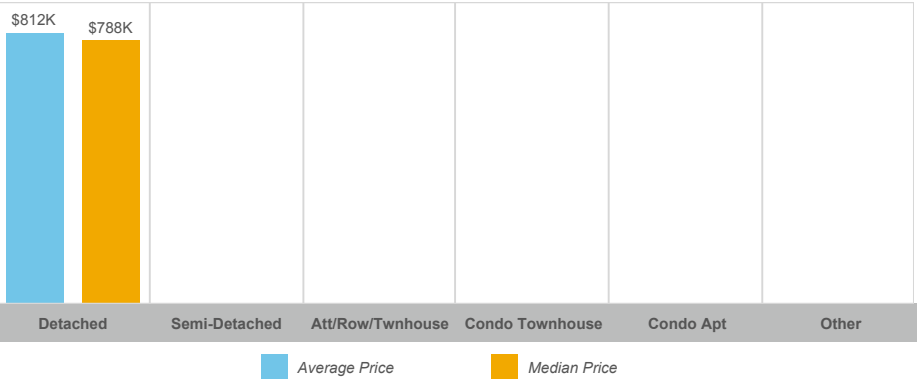 $812K
$788K
Detached Semi-Detached Att/Row/Twnhouse Condo Townhouse Condo Apt Other
Average Price Median Price